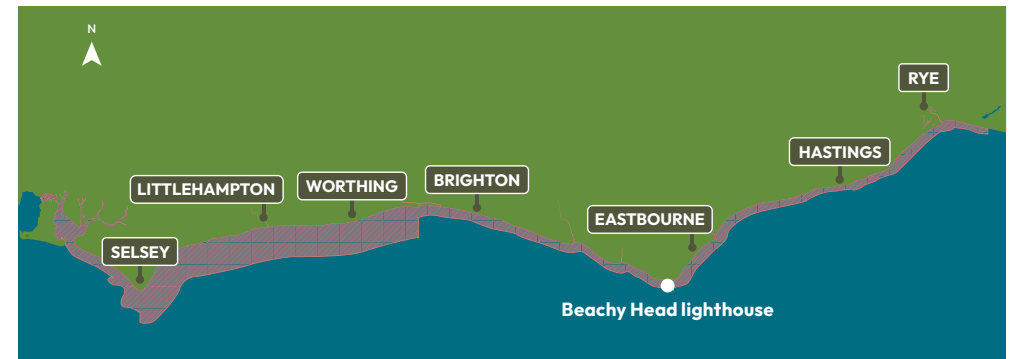 N
RYE
HASTINGS
BRIGHTON
WORTHING
LITTLEHAMPTON
EASTBOURNE
SELSEY
Beachy Head lighthouse